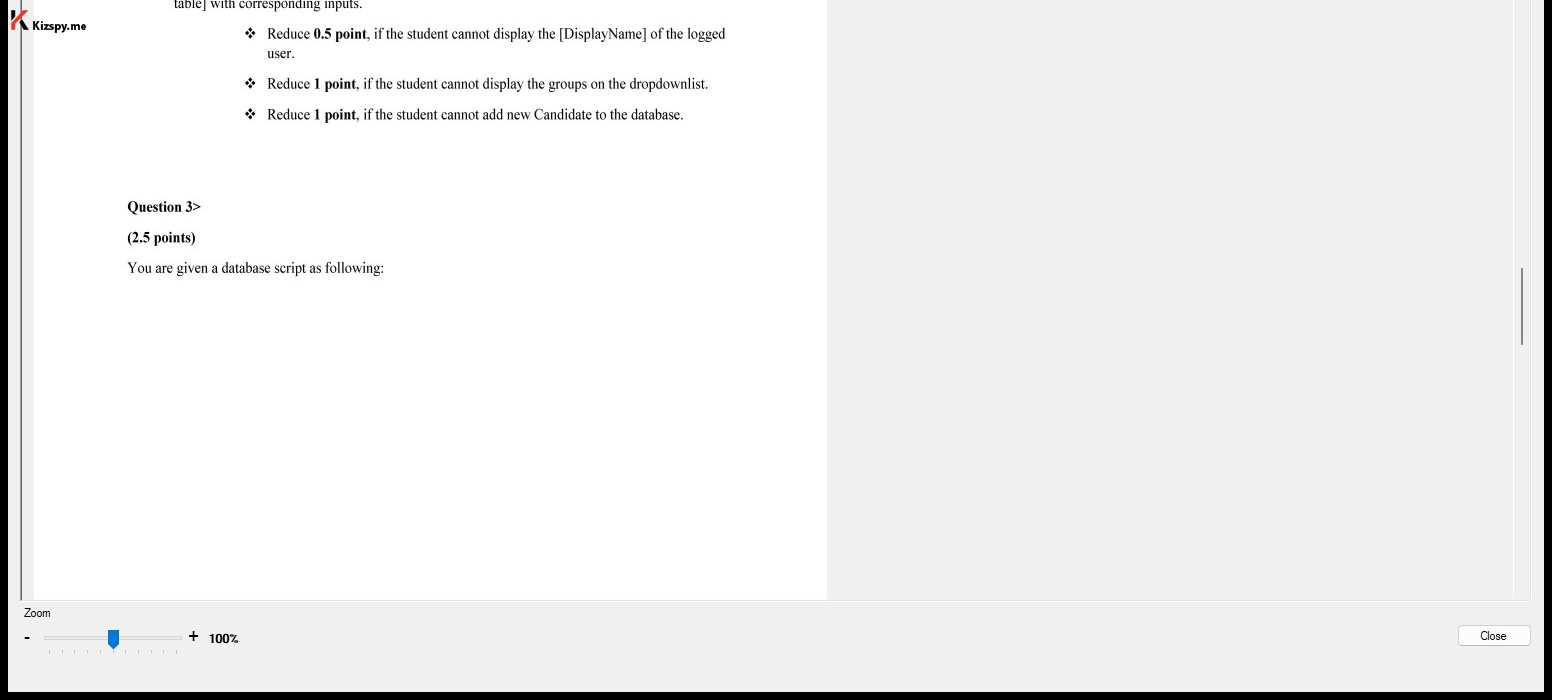 table] with corresponding inputs.
Kizspy.me
❖ Reduce 0.5 point, if the student cannot display the [DisplayName] of the logged
user.
❖ Reduce 1 point, if the student cannot display the groups on the dropdownlist.
❖ Reduce 1 point, if the student cannot add new Candidate to the database.
Question 3>
(2.5 points)
You are given a database script as following:
Zoom
- + 100%
Close